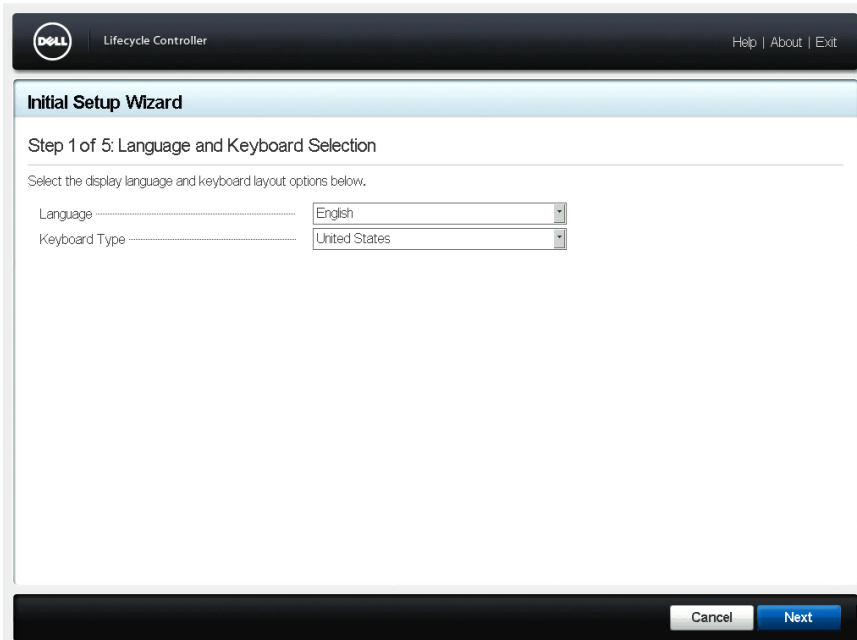 DELL
Lifecycle Controller
Help | About | Exit
Initial Setup Wizard
Step 1 of 5: Language and Keyboard Selection
Select the display language and keyboard layout options below.
Language English
Keyboard Type United States
Cancel Next